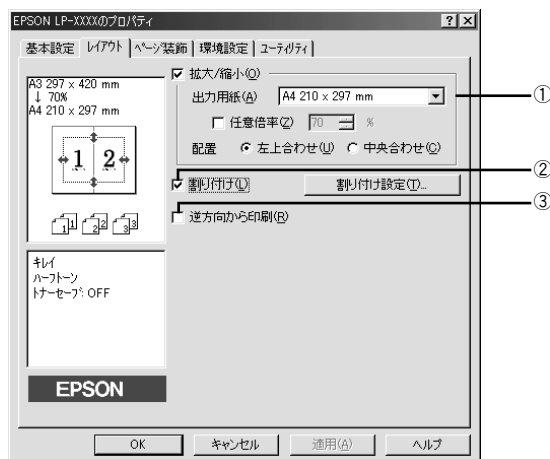 EPSON LP-XXXXのプロパティ
基本設定 レイアウト ページ装飾 環境設定 ユーティリティ
A3 297 x 420 mm
↓ 70%
A4 210 x 297 mm
1 2
1 1 2 2 3 3
キレイ
ハーフトーン
トナーセーブ: OFF
EPSON
拡大/縮小(O)
出力用紙(A) A4 210 x 297 mm
任意倍率(Z) 70 %
配置 左上合わせ(U) 中央合わせ(C)
割り付け(L) 割り付け設定(T)...
逆方向から印刷(R)
①
②
③
OK キャンセル 適用(A) ヘルプ